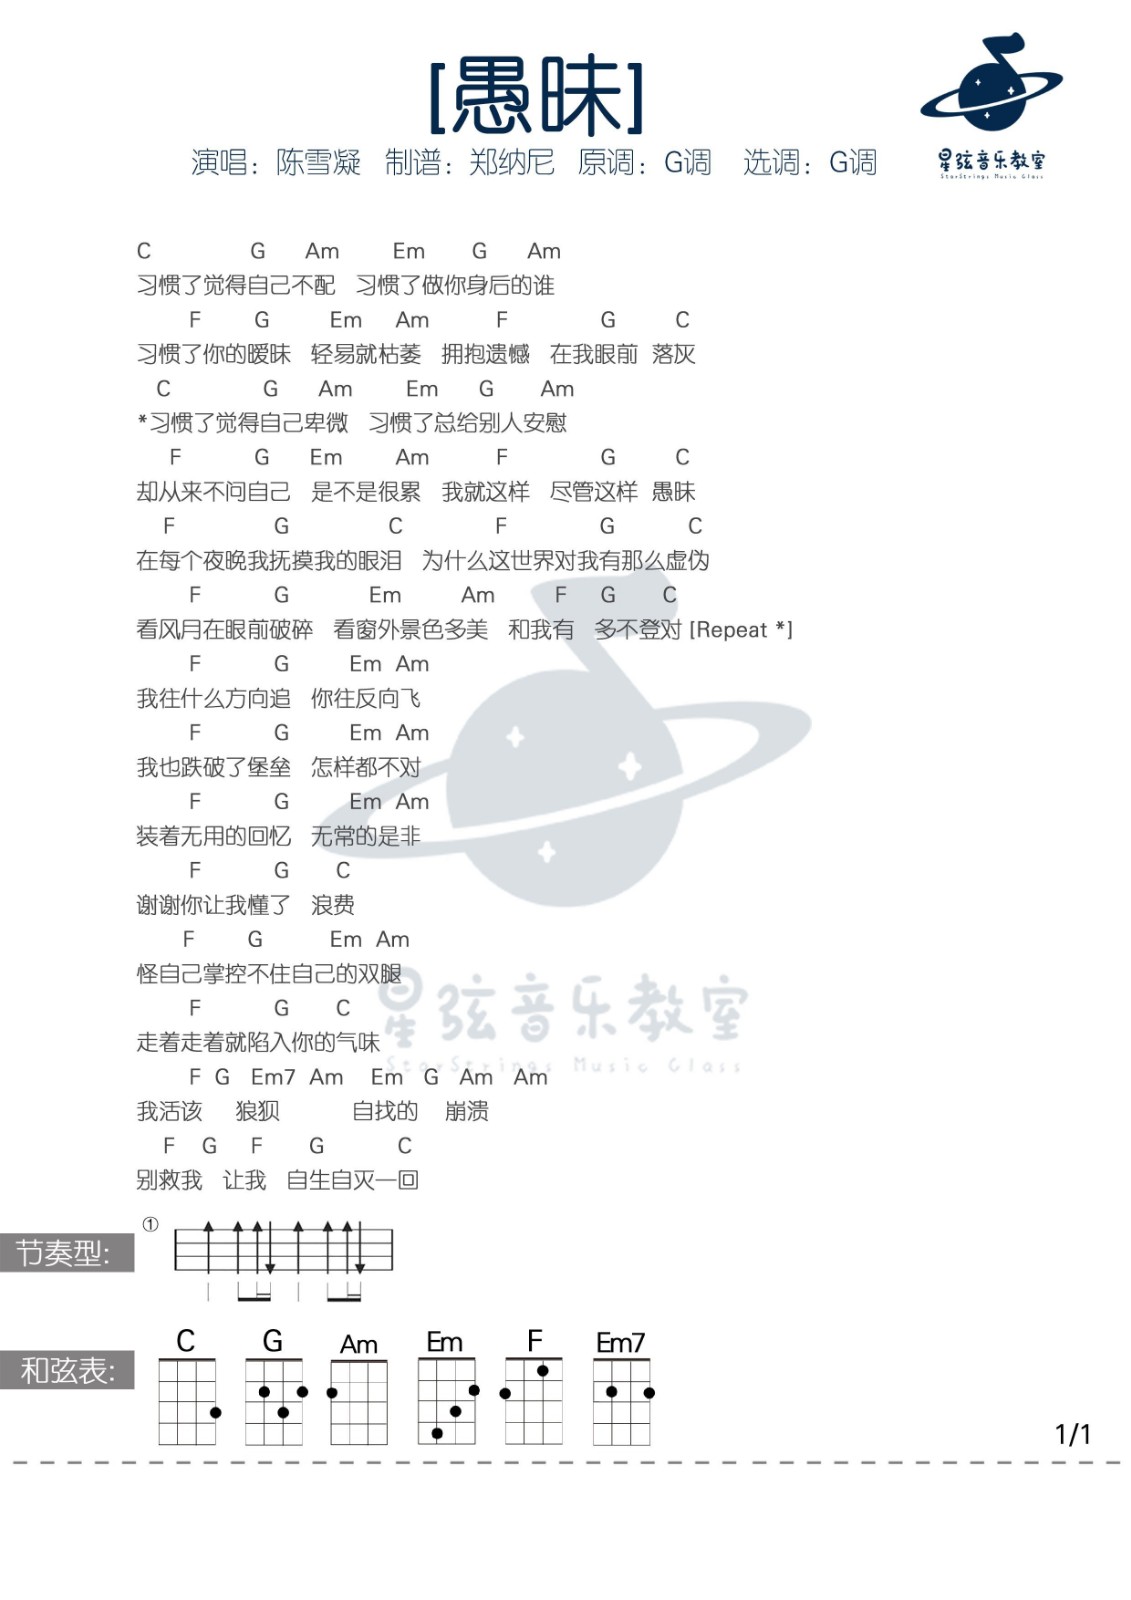 [愚昧]
演唱：陈雪凝 制谱：郑纳尼 原调：G调 选调：G调
星弦音乐教室
StarStrings Music Class
C G Am Em G Am
习惯了觉得自己不配 习惯了做你身后的谁
F G Em Am F G C
习惯了你的暧昧 轻易就枯萎 拥抱遗憾 在我眼前 落灰
C G Am Em G Am
*习惯了觉得自己卑微 习惯了总给别人安慰
F G Em Am F G C
却从来不问自己 是不是很累 我就这样 尽管这样 愚昧
F G C F G C
在每个夜晚我抚摸我的眼泪 为什么这世界对我有那么虚伪
F G Em Am F G C
看风月在眼前破碎 看窗外景色多美 和我有 多不登对 [Repeat *]
F G Em Am
我往什么方向追 你往反向飞
F G Em Am
我也跌破了堡垒 怎样都不对
F G Em Am
装着无用的回忆 无常的是非
F G C
谢谢你让我懂了 浪费
F G Em Am
怪自己掌控不住自己的双腿
F G C
走着走着就陷入你的气味
F G Em7 Am Em G Am Am
我活该 狼狈 自找的 崩溃
F G F G C
别救我 让我 自生自灭一回
星弦音乐教室
StarStrings Music Class
①
节奏型:
和弦表:
C G Am Em F Em7
1/1